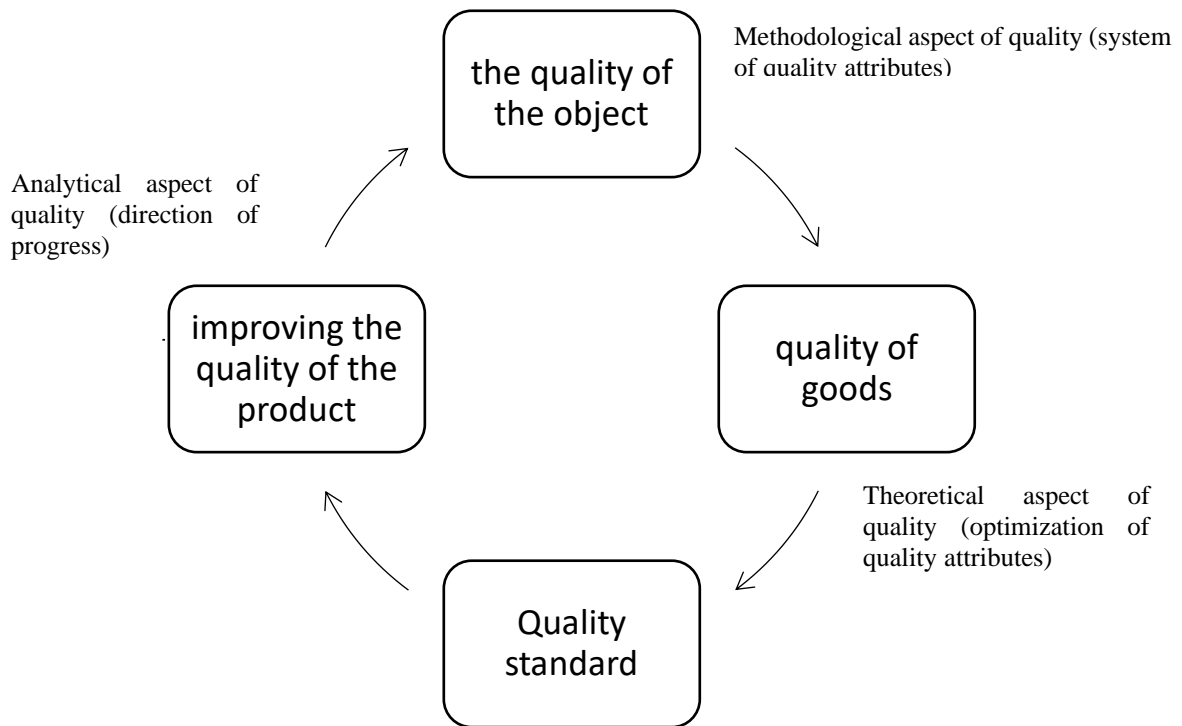 the quality of
the object
Methodological aspect of quality (system
of quality attributes)
Analytical aspect of
quality (direction of
progress)
improving the
quality of the
product
quality of
goods
Theoretical aspect of
quality (optimization of
quality attributes)
Quality
standard